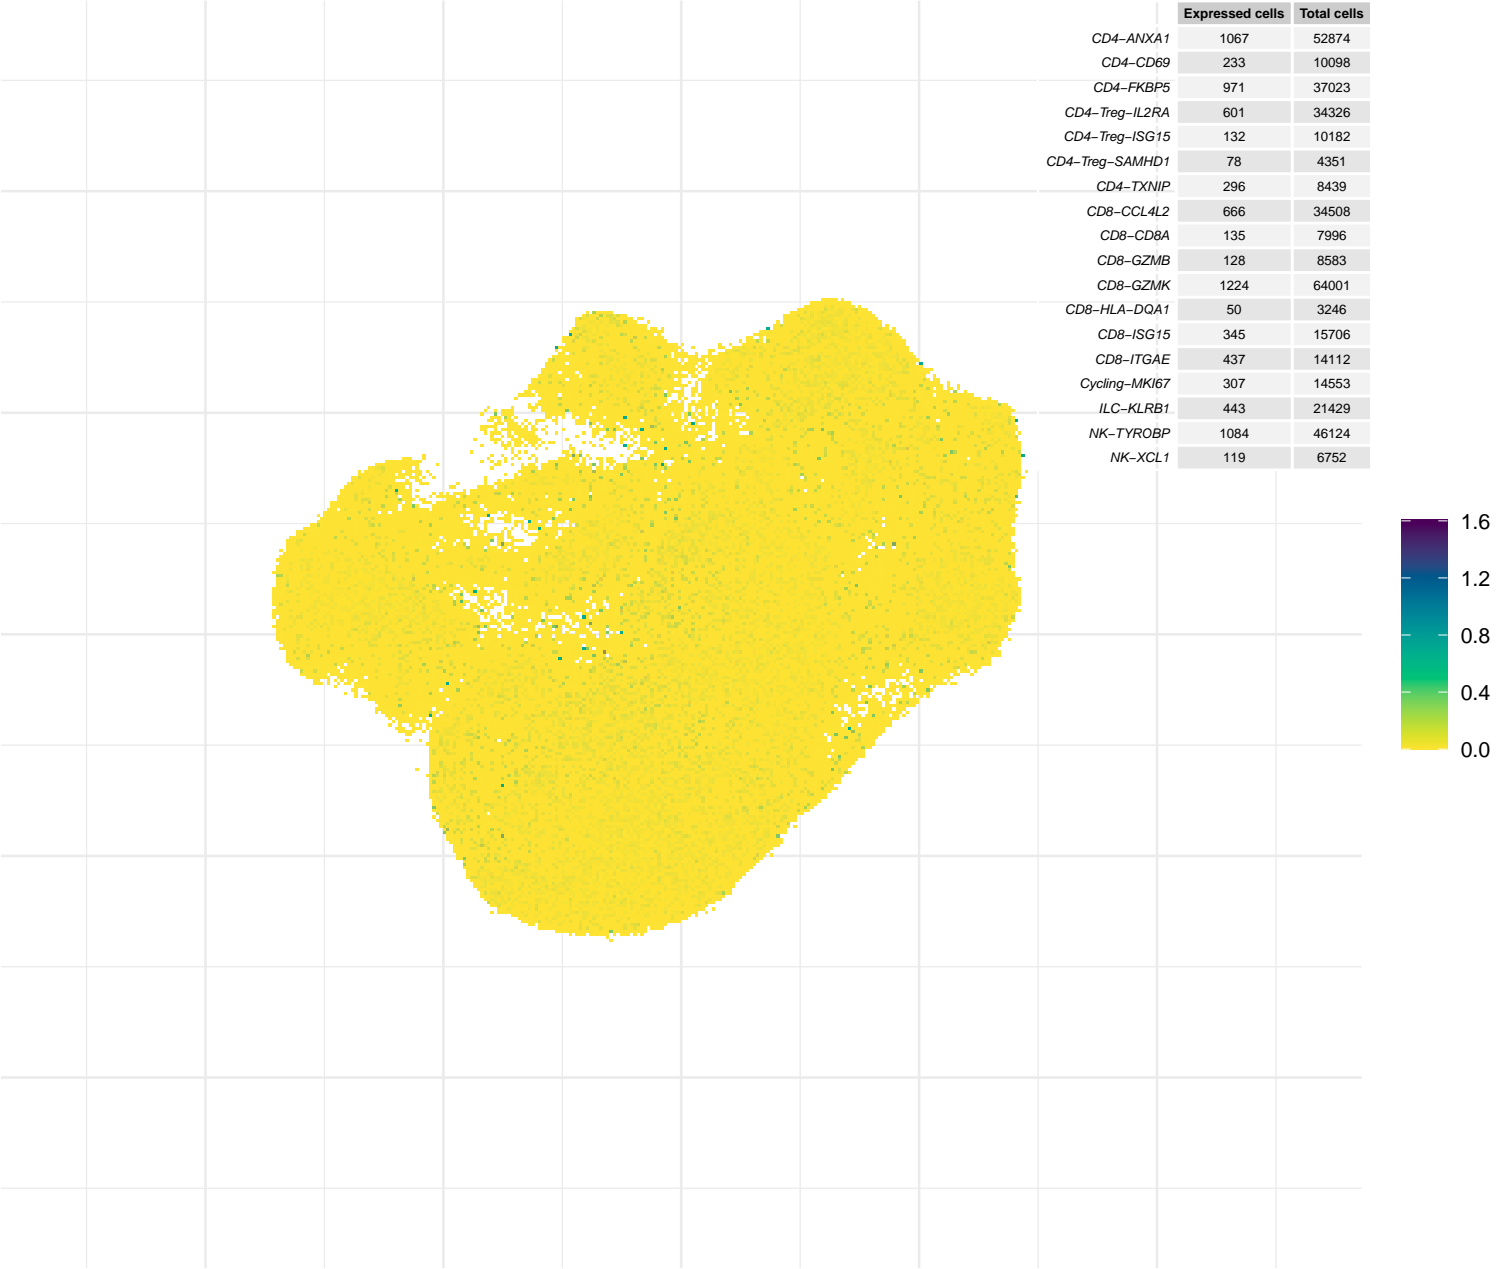 Expressed cells Total cells
CD4−ANXA1 1067 52874
CD4−CD69 233 10098
CD4−FKBP5 971 37023
CD4−Treg−IL2RA 601 34326
CD4−Treg−ISG15 132 10182
CD4−Treg−SAMHD1 78 4351
CD4−TXNIP 296 8439
CD8−CCL4L2 666 34508
CD8−CD8A 135 7996
CD8−GZMB 128 8583
CD8−GZMK 1224 64001
CD8−HLA−DQA1 50 3246
CD8−ISG15 345 15706
CD8−ITGAE 437 14112
Cycling−MKI67 307 14553
ILC−KLRB1 443 21429
NK−TYROBP 1084 46124
NK−XCL1 119 6752
1.6
1.2
0.8
0.4
0.0